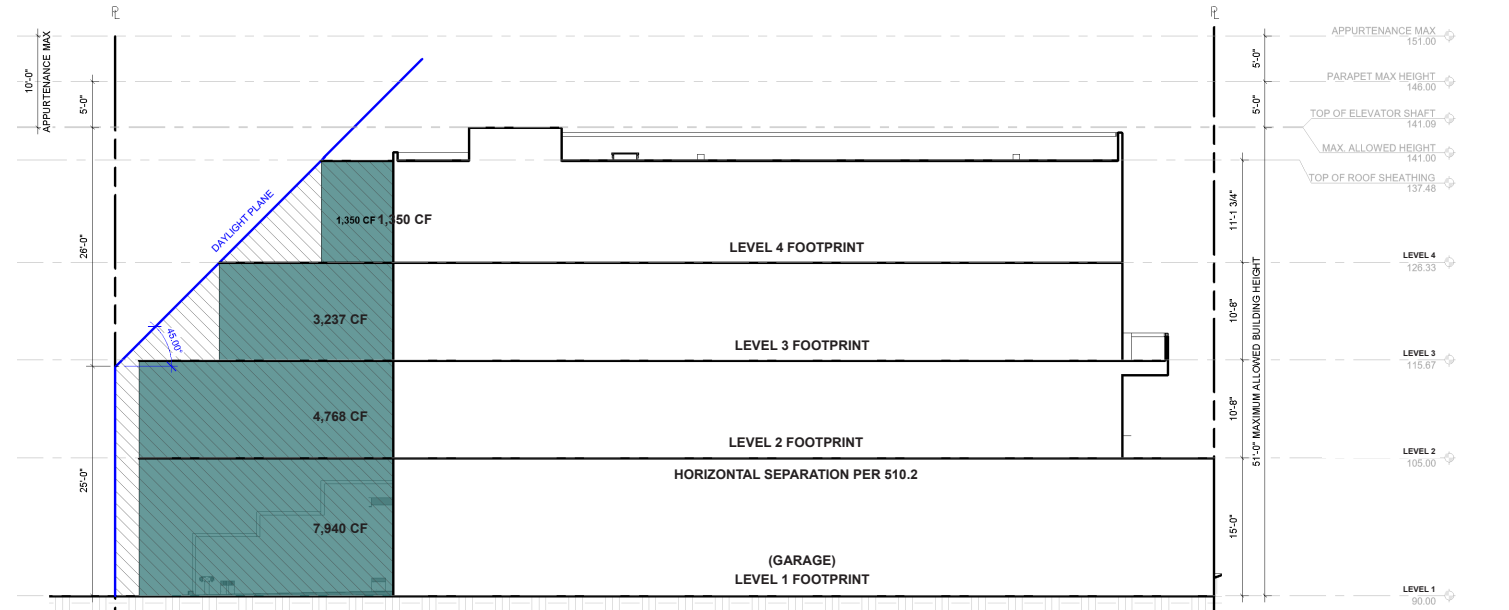 PL
PL
APPURTENANCE MAX
151.00
10'-0"
APPURTENANCE MAX
5'-0"
5'-0"
PARAPET MAX HEIGHT
146.00
5'-0"
TOP OF ELEVATOR SHAFT
141.09
MAX. ALLOWED HEIGHT
141.00
TOP OF ROOF SHEATHING
137.48
DAYLIGHT PLANE
1,350 CF
1,350 CF
11'-1 3/4"
26'-0"
LEVEL 4 FOOTPRINT
LEVEL 4
126.33
51'-0" MAXIMUM ALLOWED BUILDING HEIGHT
3,237 CF
10'-8"
45.00°
LEVEL 3 FOOTPRINT
LEVEL 3
115.67
4,768 CF
10'-8"
LEVEL 2 FOOTPRINT
LEVEL 2
105.00
HORIZONTAL SEPARATION PER 510.2
25'-0"
7,940 CF
15'-0"
(GARAGE)
LEVEL 1 FOOTPRINT
LEVEL 1
90.00